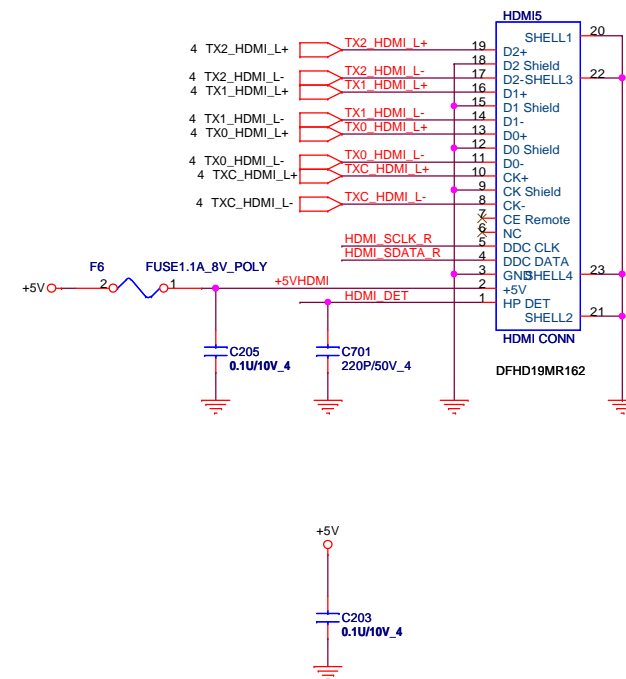 HDMI5
SHELL1 20
4 TX2_HDMI_L+ TX2_HDMI_L+ 19 D2+
18 D2 Shield
4 TX2_HDMI_L- TX2_HDMI_L- 17 D2-SHELL3 22
4 TX1_HDMI_L+ TX1_HDMI_L+ 16 D1+
15 D1 Shield
4 TX1_HDMI_L- TX1_HDMI_L- 14 D1-
4 TX0_HDMI_L+ TX0_HDMI_L+ 13 D0+
12 D0 Shield
4 TX0_HDMI_L- TX0_HDMI_L- 11 D0-
4 TXC_HDMI_L+ TXC_HDMI_L+ 10 CK+
9 CK Shield
4 TXC_HDMI_L- TXC_HDMI_L- 8 CK-
7 CE Remote
6 NC
HDMI_SCLK_R 5 DDC CLK
HDMI_SDATA_R 4 DDC DATA
3 GND SHELL4 23
F6 FUSE1.1A_8V_POLY
+5V 2 1 +5VHDMI 2 +5V
HDMI_DET 1 HP DET
SHELL2 21
HDMI CONN
C205
0.1U/10V_4
C701
220P/50V_4
DFHD19MR162
+5V
C203
0.1U/10V_4